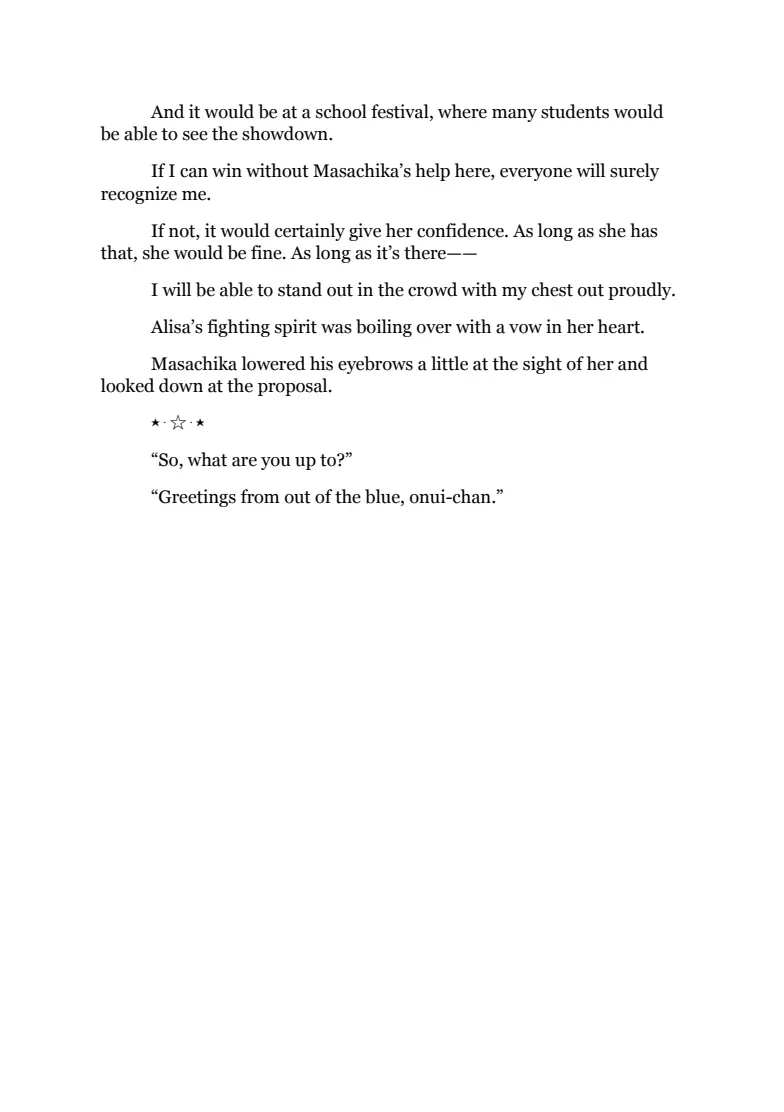 And it would be at a school festival, where many students would
be able to see the showdown.
If I can win without Masachika’s help here, everyone will surely
recognize me.
If not, it would certainly give her confidence. As long as she has
that, she would be fine. As long as it’s there——
I will be able to stand out in the crowd with my chest out proudly.
Alisa’s fighting spirit was boiling over with a vow in her heart.
Masachika lowered his eyebrows a little at the sight of her and
looked down at the proposal.
★·☆·★
“So, what are you up to?”
“Greetings from out of the blue, onui-chan.”